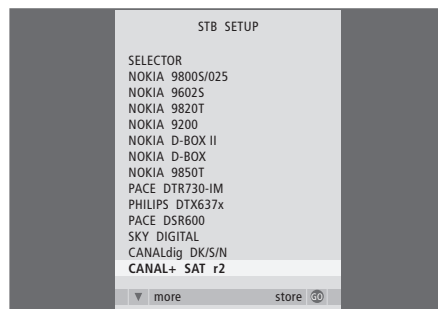 STB SETUP
SELECTOR
NOKIA 9800S/025
NOKIA 9602S
NOKIA 9820T
NOKIA 9200
NOKIA D-BOX II
NOKIA D-BOX
NOKIA 9850T
PACE DTR730-IM
PHILIPS DTX637x
PACE DSR600
SKY DIGITAL
CANALdig DK/S/N
CANAL+ SAT r2
more store GO